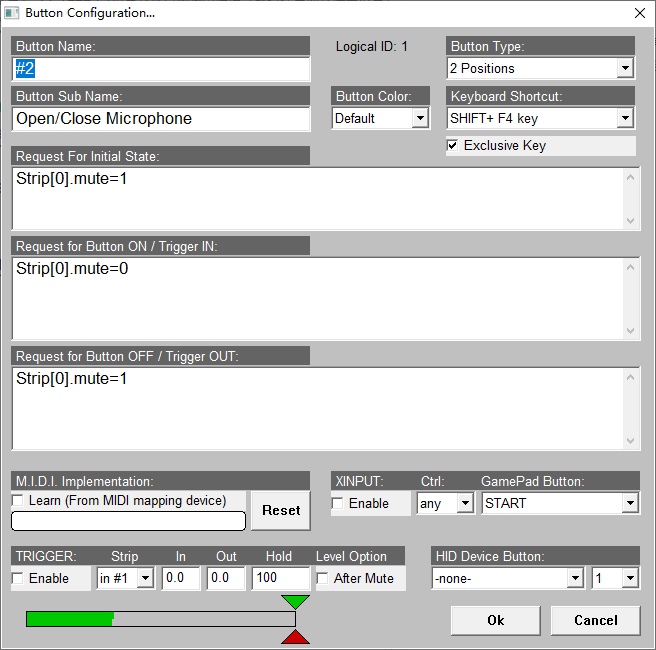 Button Configuration...
Button Name:
Logical ID: 1
Button Type:
#2
2 Positions
Button Sub Name:
Button Color:
Keyboard Shortcut:
Open/Close Microphone
Default
SHIFT+ F4 key
Exclusive Key
Request For Initial State:
Strip[0].mute=1
Request for Button ON / Trigger IN:
Strip[0].mute=0
Request for Button OFF / Trigger OUT:
Strip[0].mute=1
M.I.D.I. Implementation:
Learn (From MIDI mapping device)
Reset
XINPUT:
Ctrl:
GamePad Button:
Enable
any
START
TRIGGER:
Strip
In
Out
Hold
Level Option
HID Device Button:
Enable
in #1
0.0
0.0
100
After Mute
-none-
1
Ok
Cancel